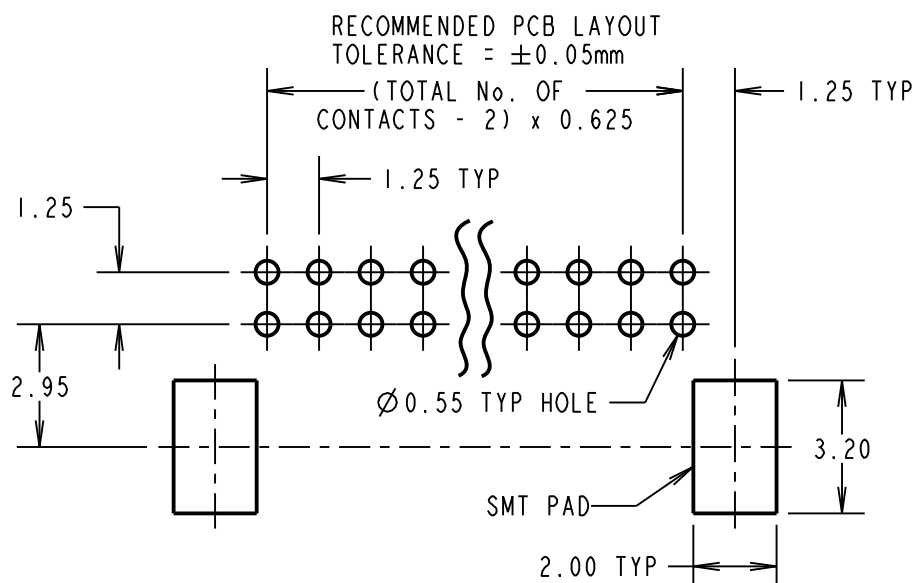 RECOMMENDED PCB LAYOUT
TOLERANCE = ±0.05mm
(TOTAL No. OF
CONTACTS - 2) x 0.625
1.25 TYP
1.25 TYP
1.25
2.95
Ø0.55 TYP HOLE
3.20
SMT PAD
2.00 TYP